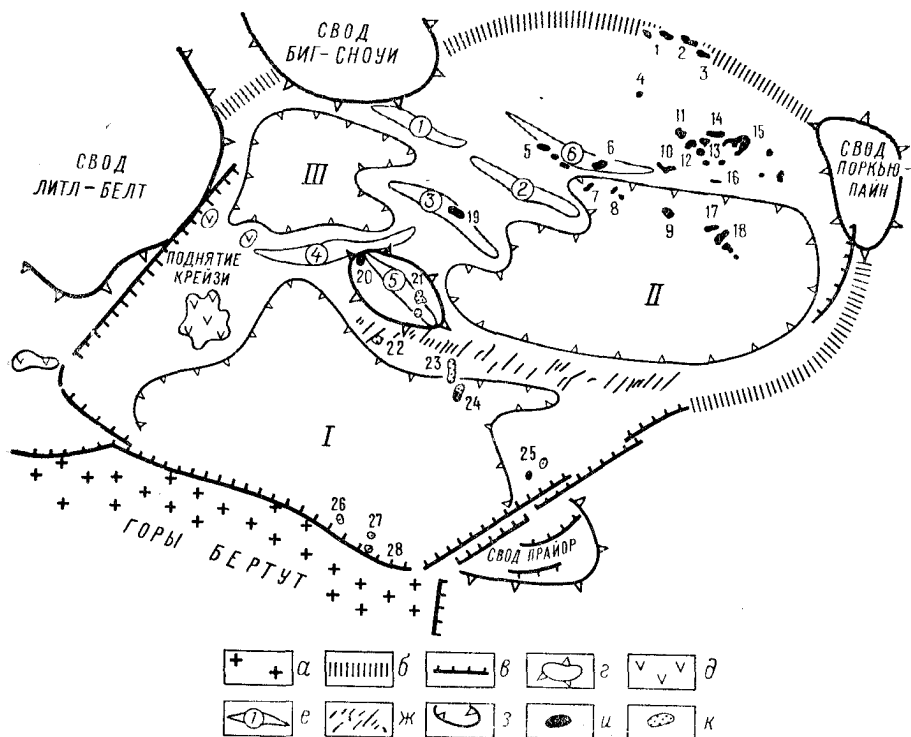 СВОД
БИГ-СНОУИ
СВОД
ЛИТЛ-БЕЛТ
СВОД
ПОРКЬЮ-
ПАЙН
ПОДНЯТИЕ
КРЕЙЗИ
ГОРЫ БЕРТУТ
СВОД ПРАЙОР
I
II
III
1
2
3
4
5
6
1
2
3
4
5
6
7
8
9
10
11
12
13
14
15
16
17
18
19
20
21
22
23
24
25
26
27
28
а б в г д
1 е ж з и к